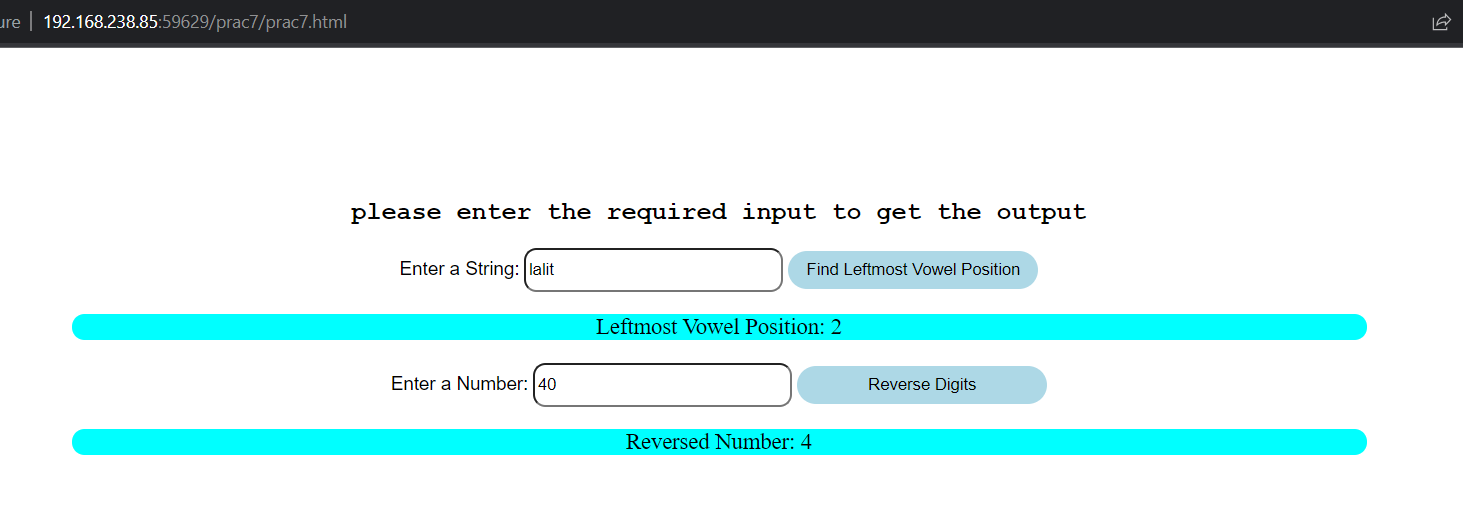 ure | 192.168.238.85:59629/prac7/prac7.html
please enter the required input to get the output
Enter a String: lalit Find Leftmost Vowel Position
Leftmost Vowel Position: 2
Enter a Number: 40 Reverse Digits
Reversed Number: 4